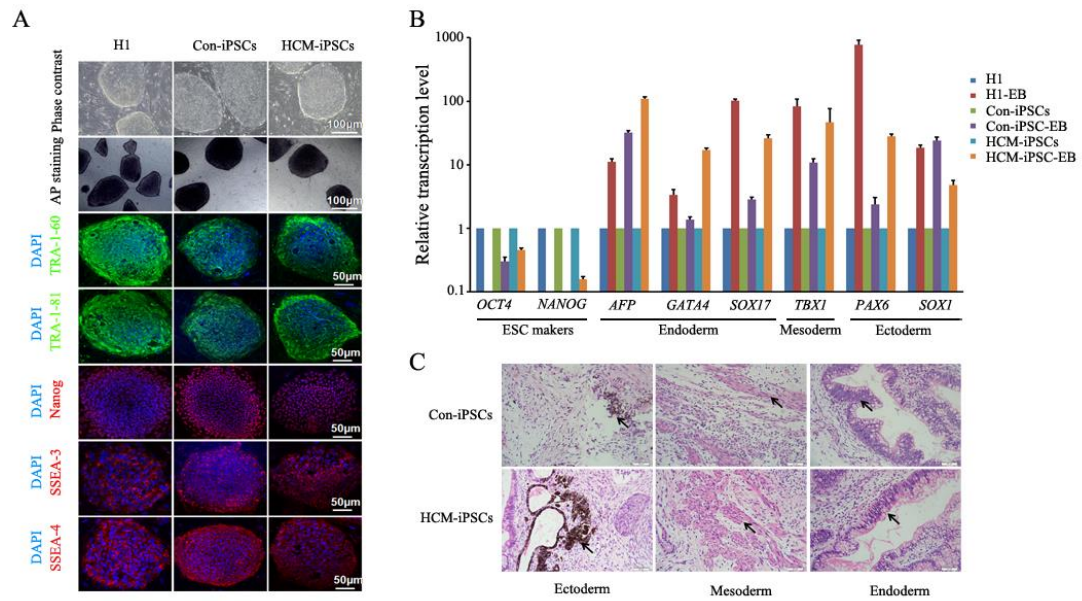 A
H1
Con-iPSCs
HCM-iPSCs
Phase contrast
100μm
AP staining
100μm
DAPI
TRA-1-60
50μm
DAPI
TRA-1-81
50μm
DAPI
Nanog
50μm
DAPI
SSEA-3
50μm
DAPI
SSEA-4
50μm
B
Relative transcription level
1000
100
10
1
0.1
OCT4 NANOG AFP GATA4 SOX17 TBX1 PAX6 SOX1
ESC makers Endoderm Mesoderm Ectoderm
H1
H1-EB
Con-iPSCs
Con-iPSC-EB
HCM-iPSCs
HCM-iPSC-EB
C
Con-iPSCs
HCM-iPSCs
Ectoderm Mesoderm Endoderm